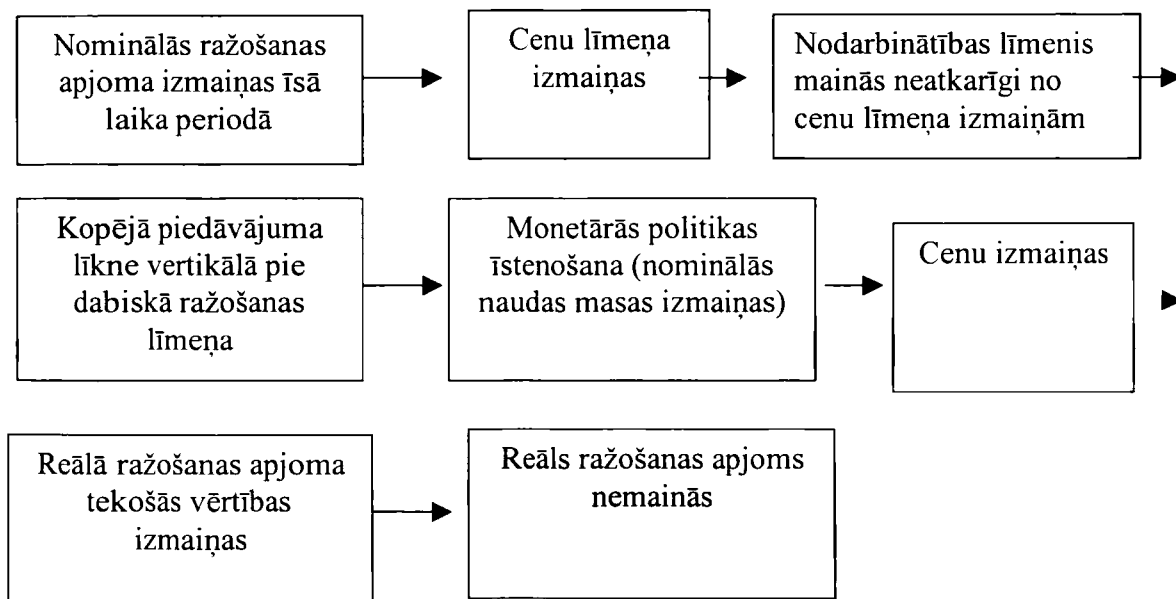 Nominālās ražošanas
apjoma izmaiņas īsā
laika periodā
Cenu līmeņa
izmaiņas
Nodarbinātības līmenis
mainās neatkarīgi no
cenu līmeņa izmaiņām
Kopējā piedāvājuma
līkne vertikālā pie
dabiskā ražošanas
līmeņa
Monetārās politikas
īstenošana (nominālās
naudas masas izmaiņas)
Cenu izmaiņas
Reālā ražošanas apjoma
tekošās vērtības
izmaiņas
Reāls ražošanas apjoms
nemainās